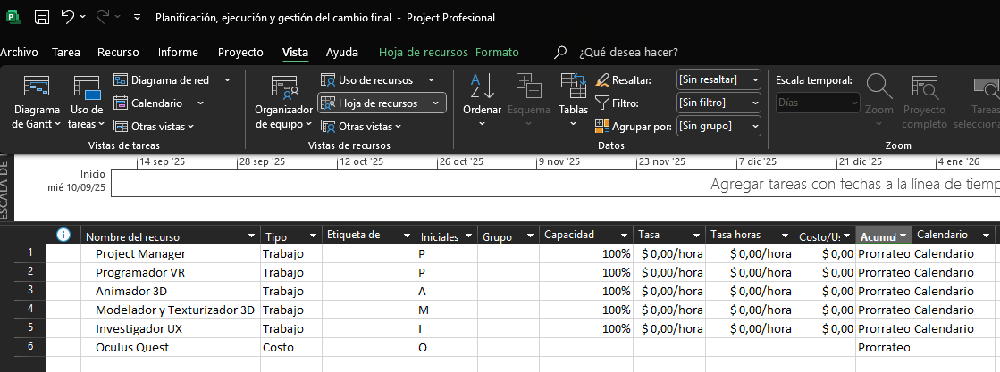 Planificación, ejecución y gestión del cambio final - Project Profesional
Archivo Tarea Recurso Informe Proyecto Vista Ayuda Hoja de recursos Formato ¿Qué desea hacer?
Diagrama de Gantt
Uso de tareas
Diagrama de red
Calendario
Otras vistas
Vistas de tareas
Organizador de equipo
Uso de recursos
Hoja de recursos
Otras vistas
Vistas de recursos
Ordenar
Esquema
Tablas
Resaltar: [Sin resaltar]
Filtro: [Sin filtro]
Agrupar por: [Sin grupo]
Datos
Escala temporal:
Días
Zoom
Proyecto completo
Tareas
selecciona
Zoom
ESCALA DE
14 sep '25 28 sep '25 12 oct '25 26 oct '25 9 nov '25 23 nov '25 7 dic '25 21 dic '25 4 ene '26
Inicio
mié 10/09/25
Agregar tareas con fechas a la línea de tiemp
Nombre del recurso Tipo Etiqueta de Iniciales Grupo Capacidad Tasa Tasa horas Costo/Us Acumu Calendario
1 Project Manager Trabajo P 100% $ 0,00/hora $ 0,00/hora $ 0,00 Prorrateo Calendario
2 Programador VR Trabajo P 100% $ 0,00/hora $ 0,00/hora $ 0,00 Prorrateo Calendario
3 Animador 3D Trabajo A 100% $ 0,00/hora $ 0,00/hora $ 0,00 Prorrateo Calendario
4 Modelador y Texturizador 3D Trabajo M 100% $ 0,00/hora $ 0,00/hora $ 0,00 Prorrateo Calendario
5 Investigador UX Trabajo I 100% $ 0,00/hora $ 0,00/hora $ 0,00 Prorrateo Calendario
6 Oculus Quest Costo O Prorrateo